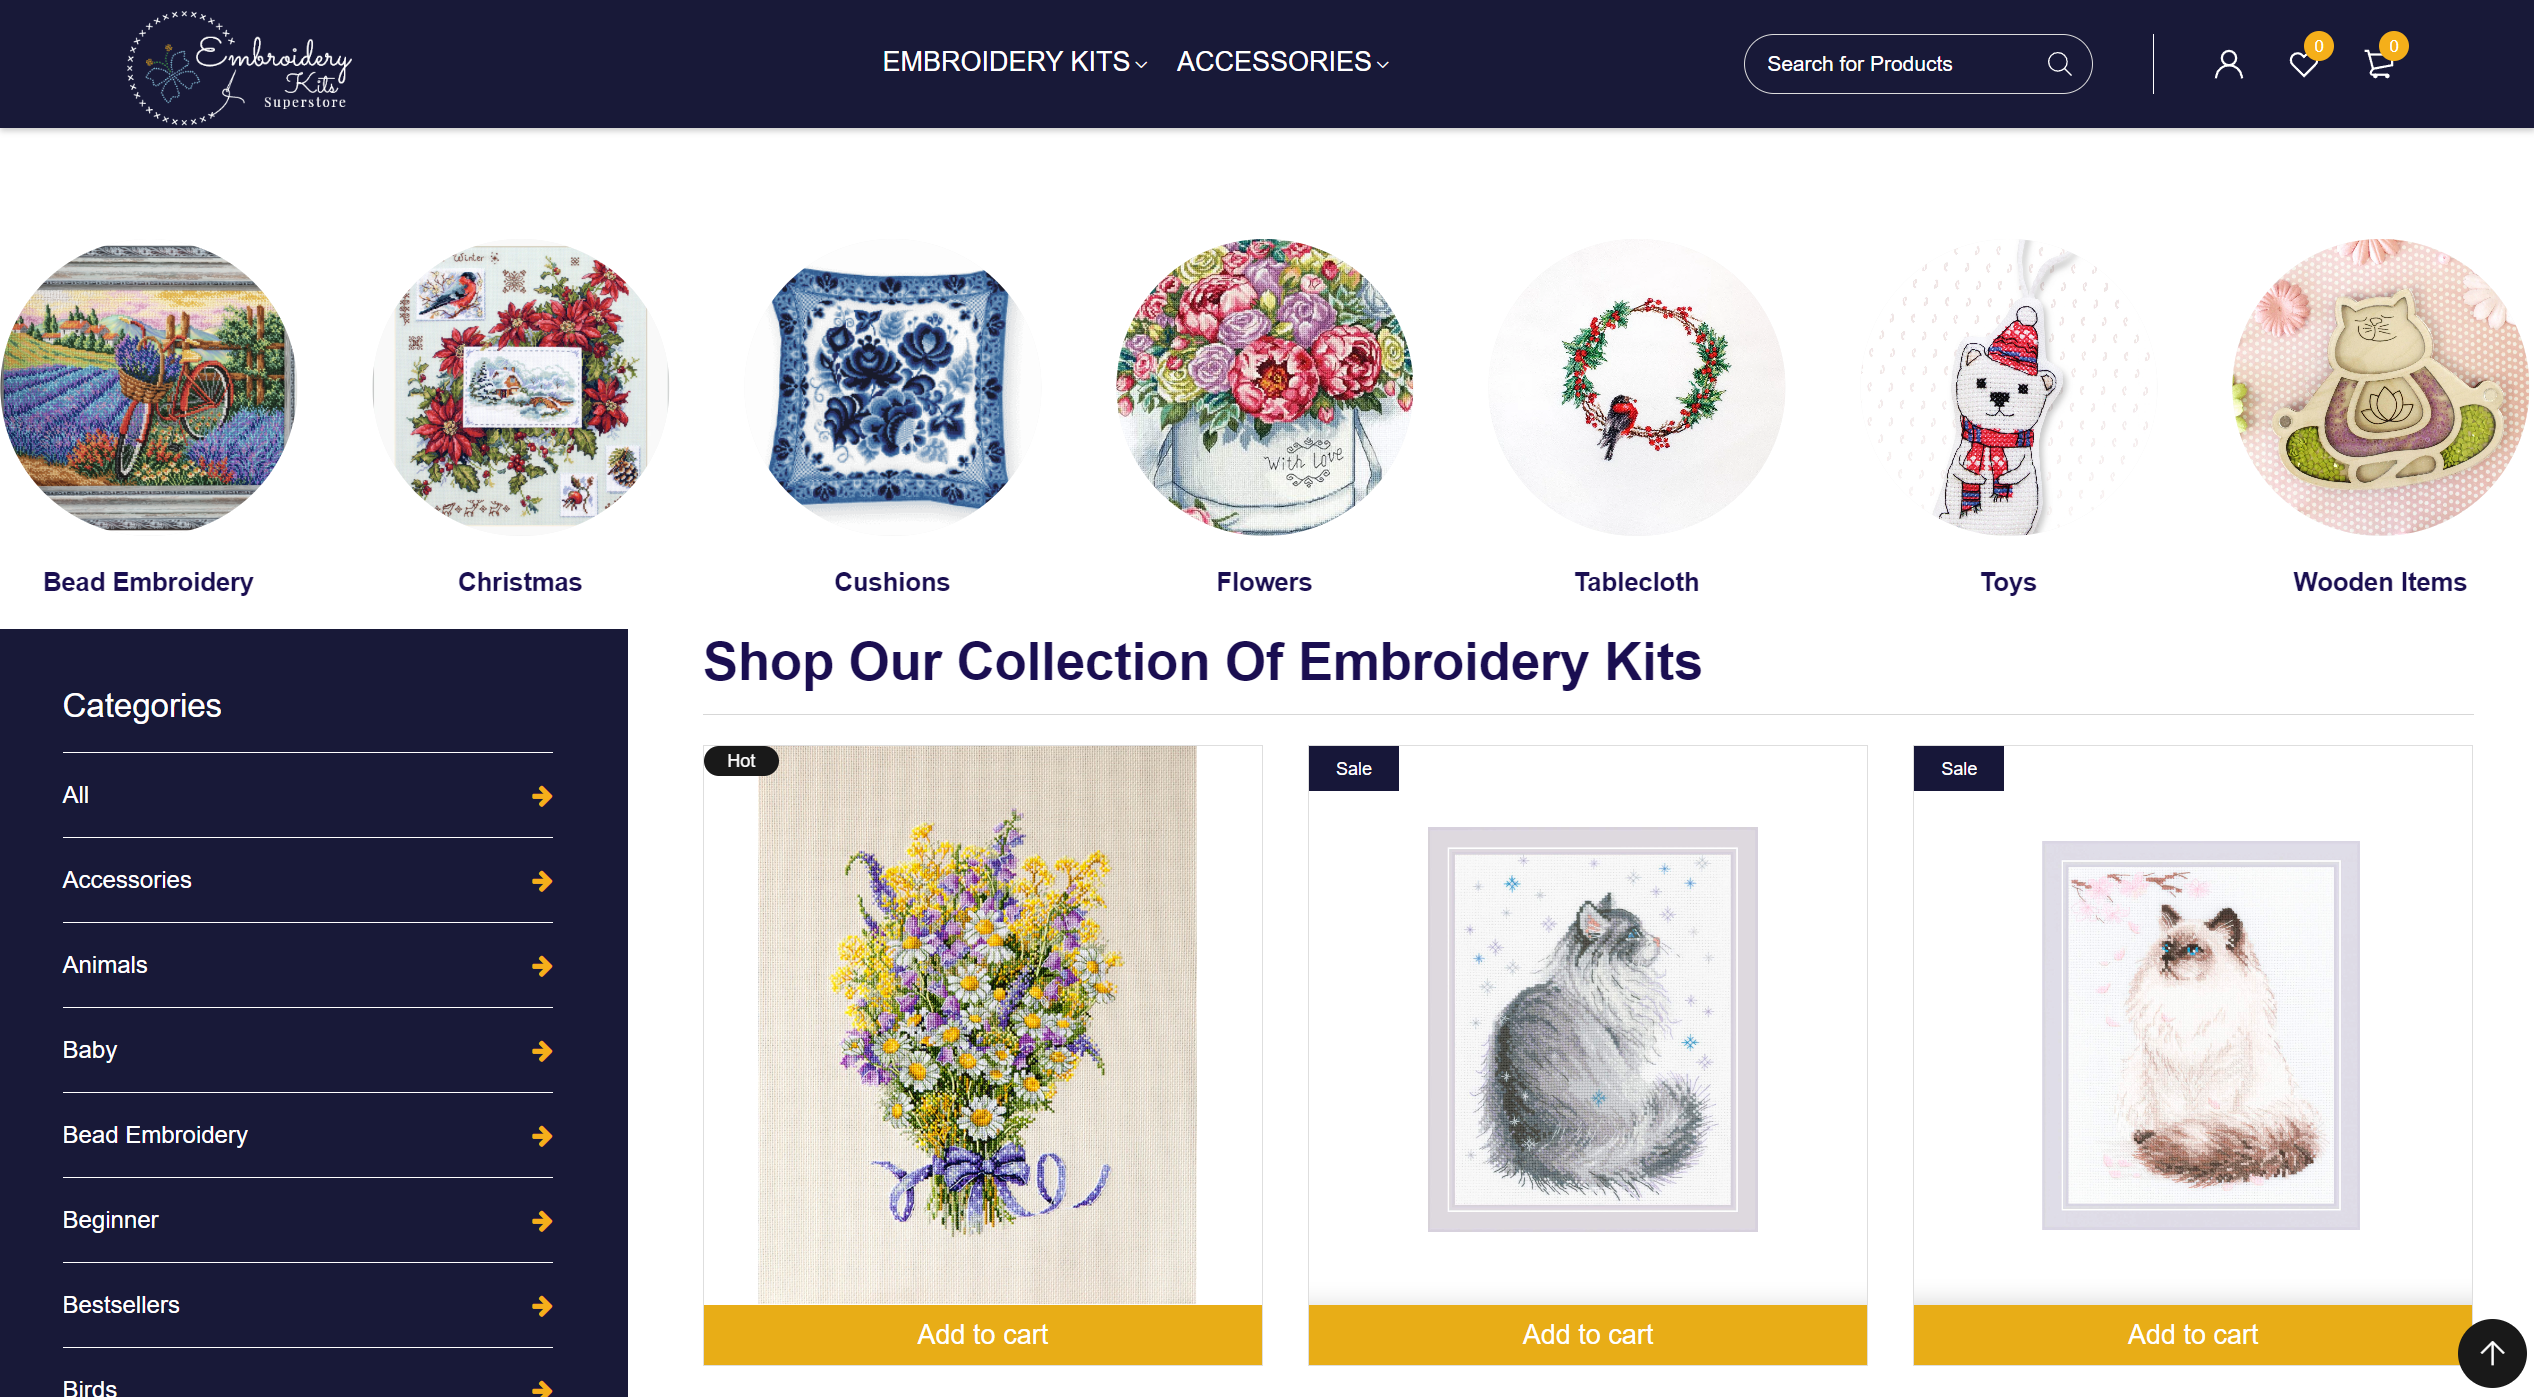 Embroidery
Kits
Superstore
EMBROIDERY KITS
ACCESSORIES
Search for Products
0
0
Winter
With Love
Bead Embroidery
Christmas
Cushions
Flowers
Tablecloth
Toys
Wooden Items
Categories
All
Accessories
Animals
Baby
Bead Embroidery
Beginner
Bestsellers
Birds
Shop Our Collection Of Embroidery Kits
Hot
Sale
Sale
Add to cart
Add to cart
Add to cart